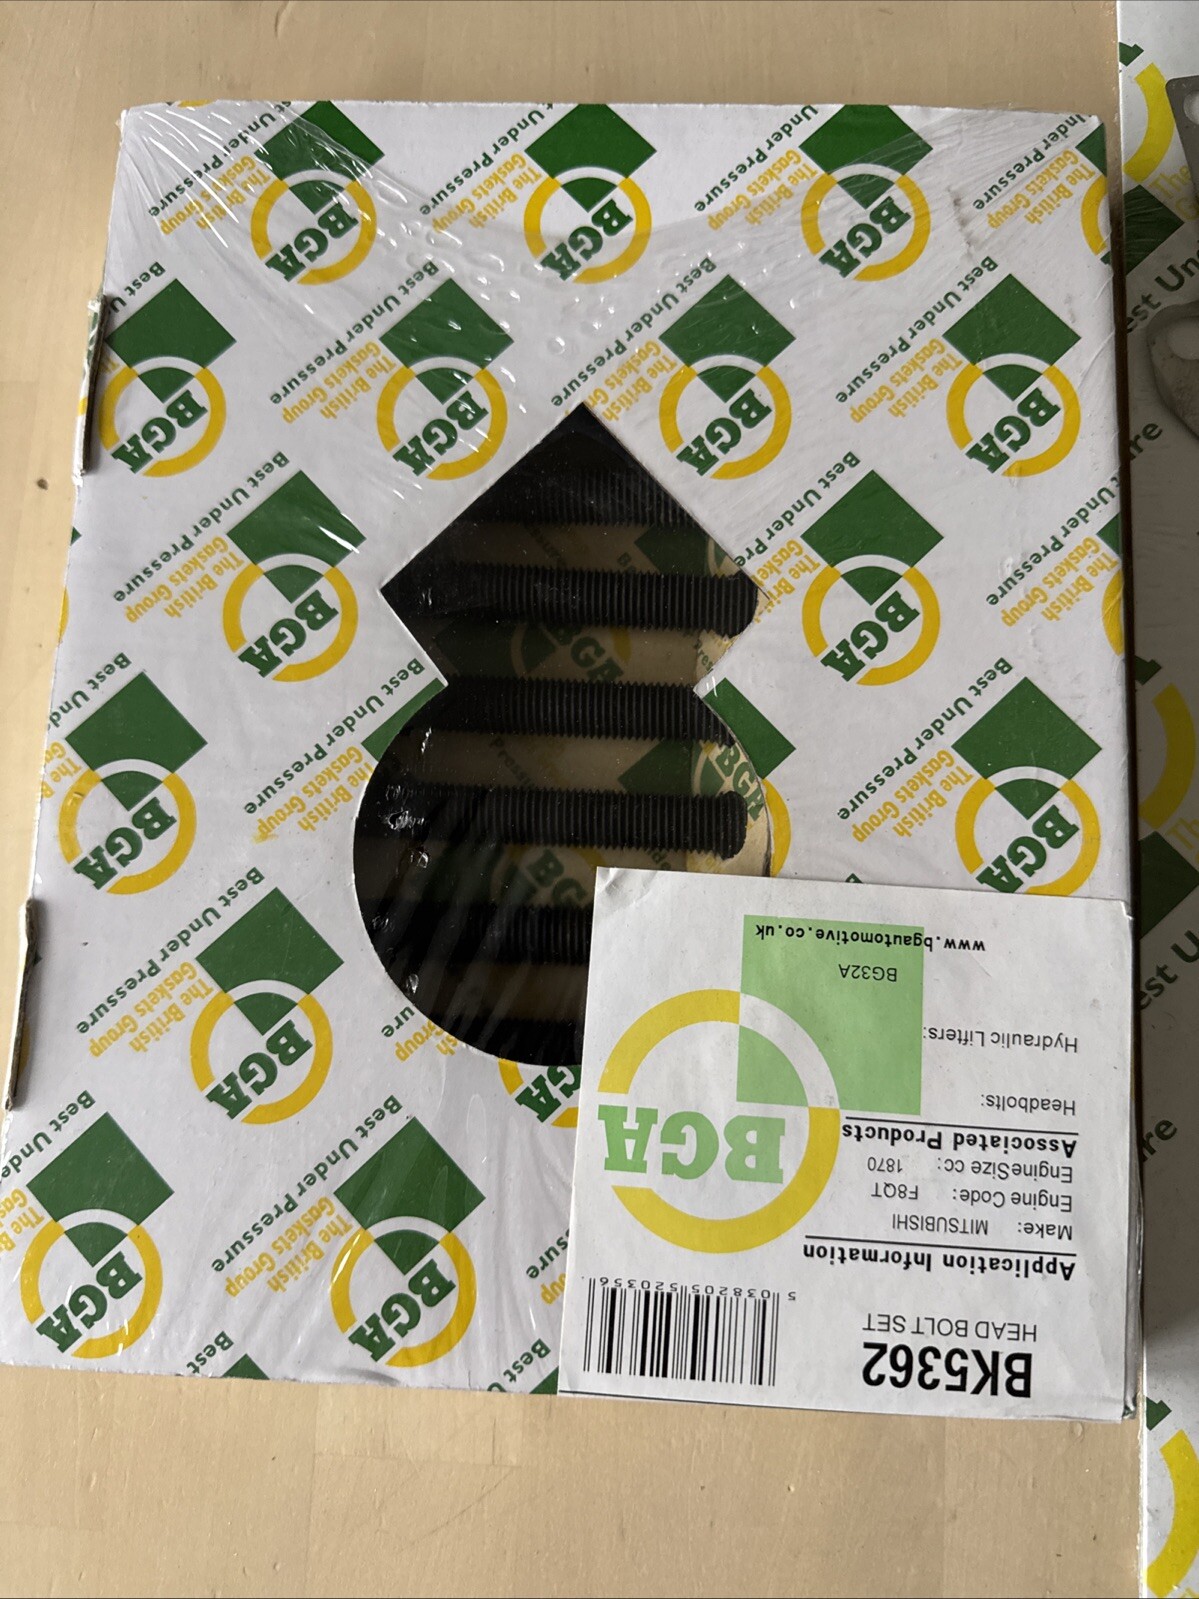 BK5362
HEAD BOLT SET
5 038205 520356
Application Information
Make: MITSUBISHI
Engine Code: F8QT
EngineSize cc: 1870
Associated Products
Headbolts:
Hydraulic Lifters:
BG32A
www.bgautomotive.co.uk
BGA
BGA
The British
Gaskets Group
Best Under Pressure